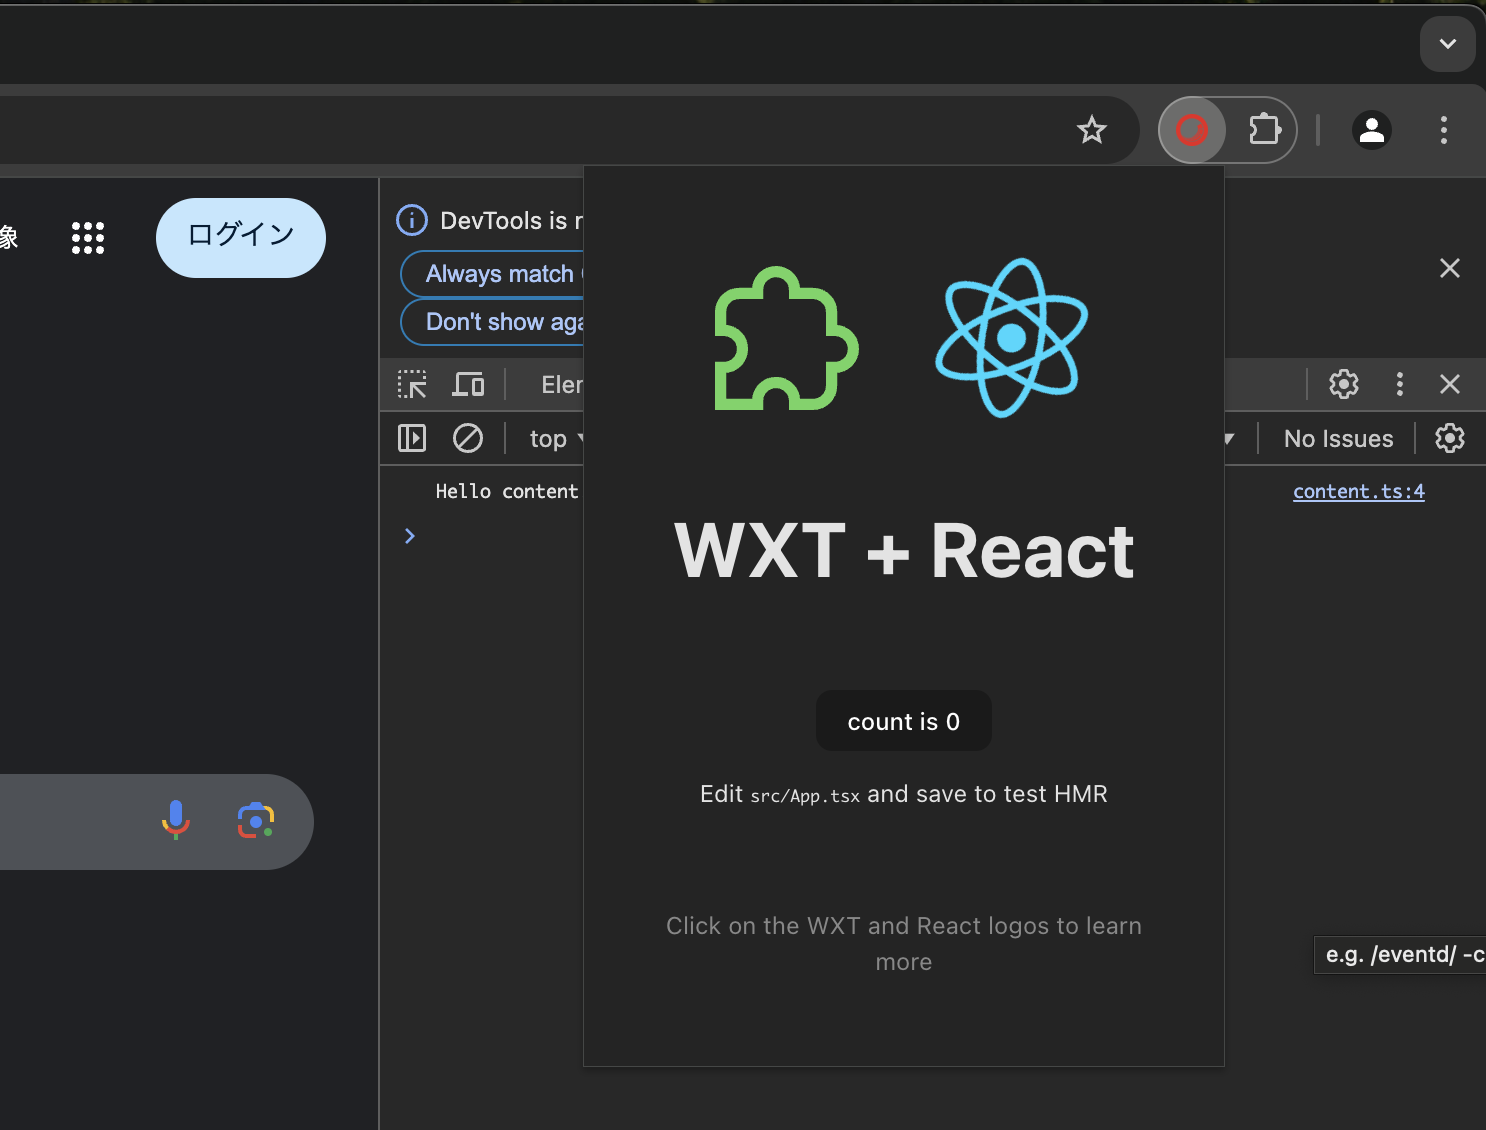 象
ログイン
DevTools is
Always match
Don't show
top
No Issues
Hello content
content.ts:4
WXT + React
count is 0
Edit src/App.tsx and save to test HMR
Click on the WXT and React logos to learn
more
e.g. /eventd/